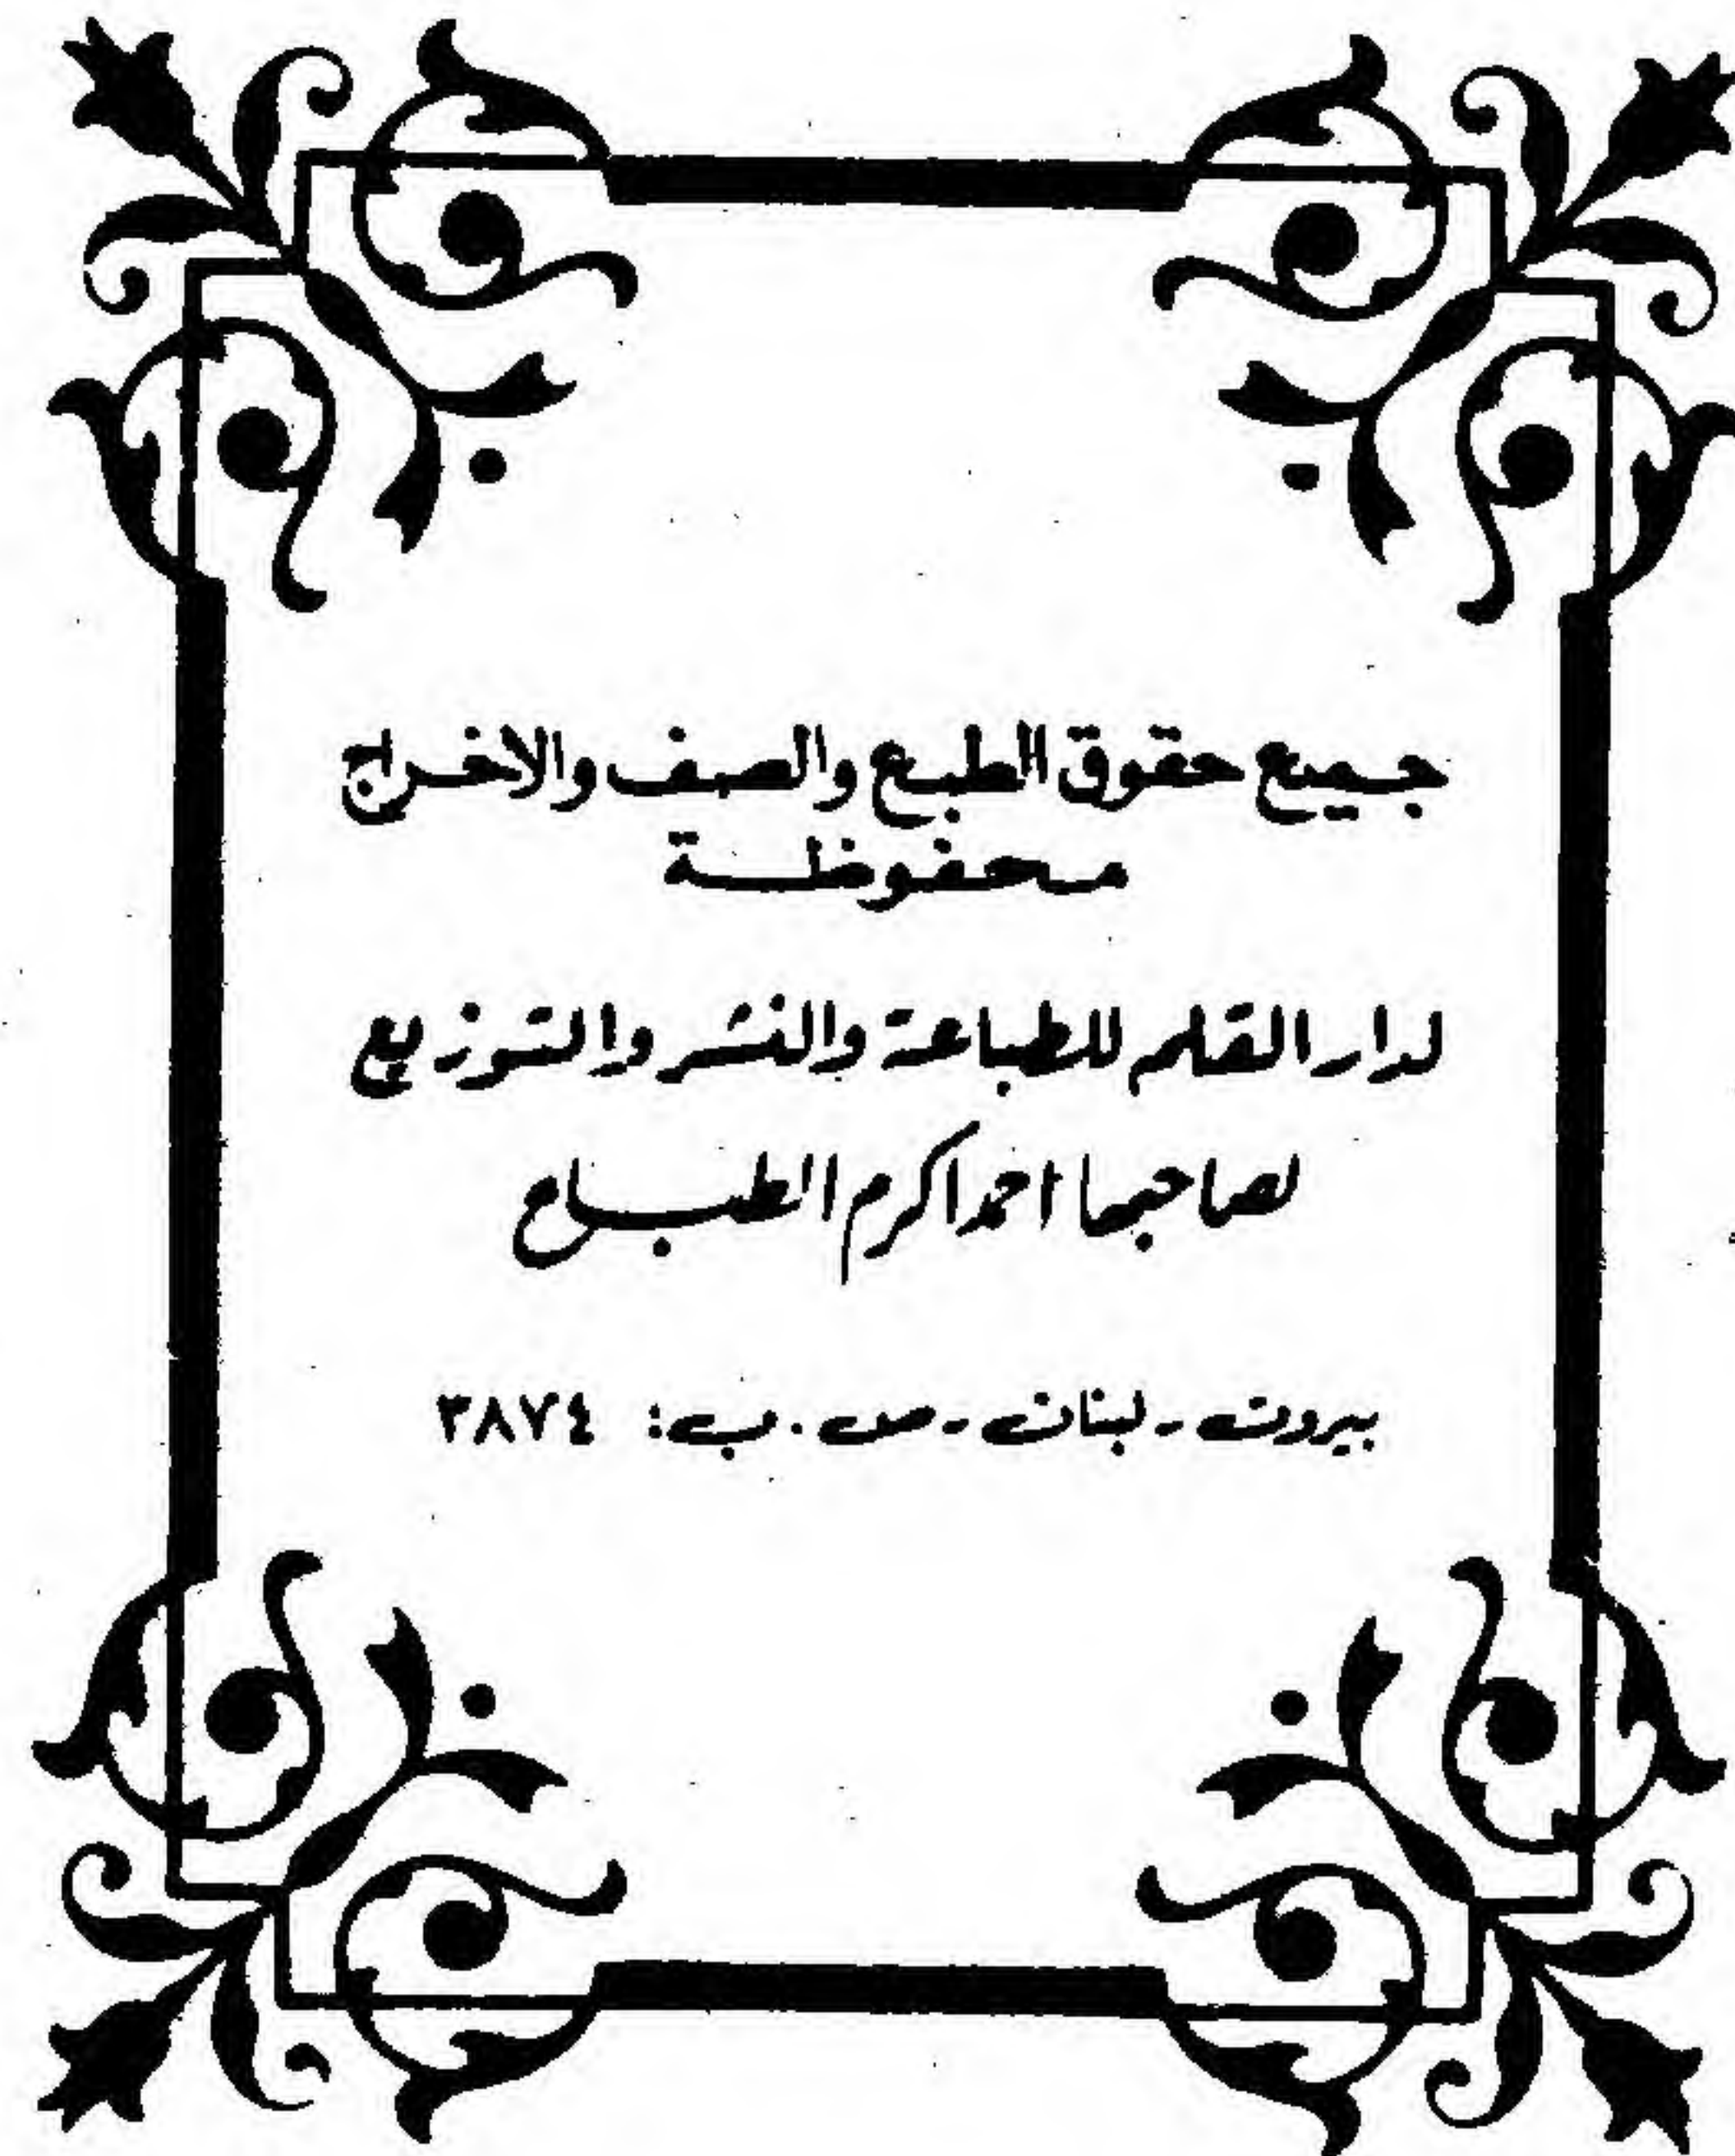 جميع حقوق الطبع والصف والاخراج
محفوظة
لدار القلم للطباعة والنشر والتوزيع
لصاحبها احمد اكرم الطباع
بيروت - لبنان - ص . ب : ٣٨٧٤